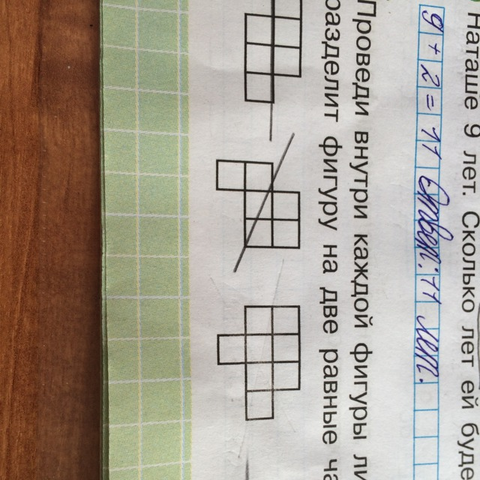 Наташе 9 лет. Сколько лет ей буде
9 + 2 = 11 Ответ: 11 лет.
Проведи внутри каждой фигуры ли
разделит фигуру на две равные ча